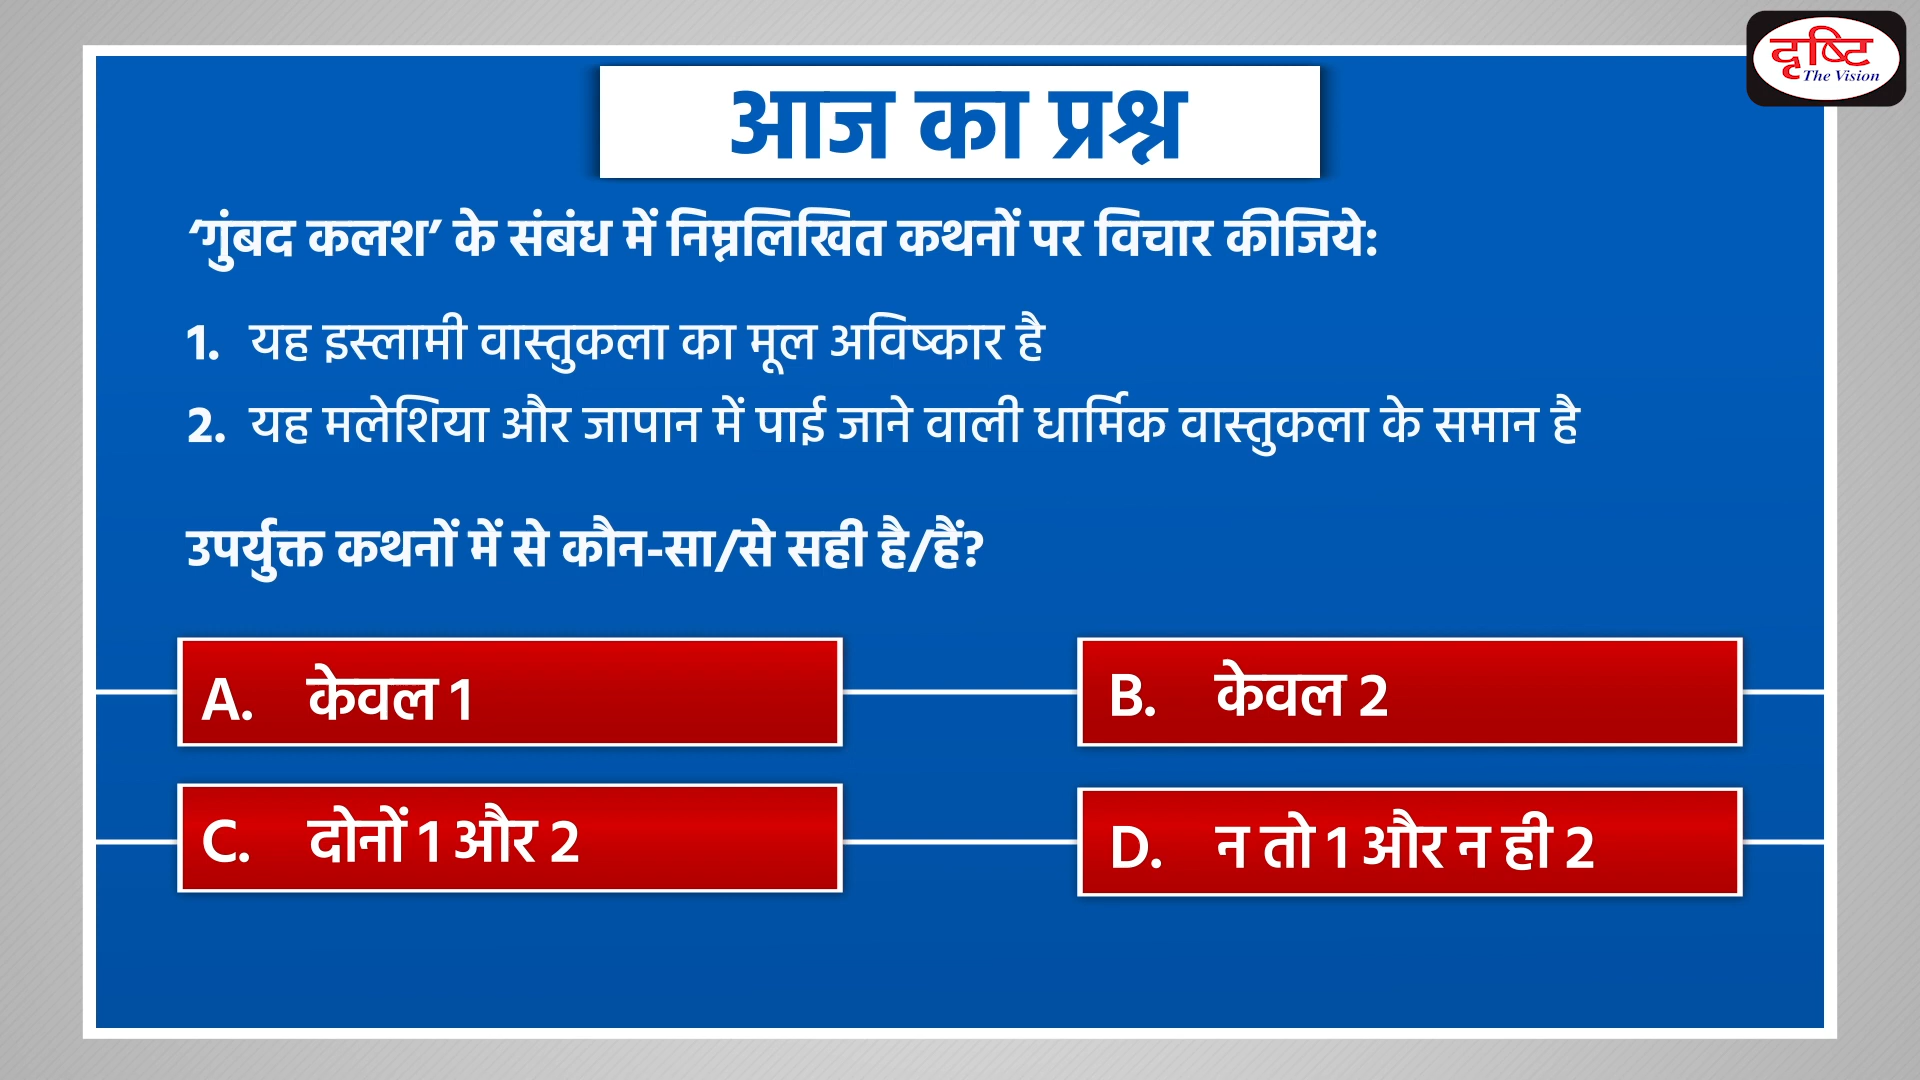 दृष्टि
The Vision
आज का प्रश्न
‘गुंबद कलश’ के संबंध में निम्नलिखित कथनों पर विचार कीजिये:
1. यह इस्लामी वास्तुकला का मूल अविष्कार है
2. यह मलेशिया और जापान में पाई जाने वाली धार्मिक वास्तुकला के समान है
उपर्युक्त कथनों में से कौन-सा/से सही है/हैं?
A. केवल 1
B. केवल 2
C. दोनों 1 और 2
D. न तो 1 और न ही 2